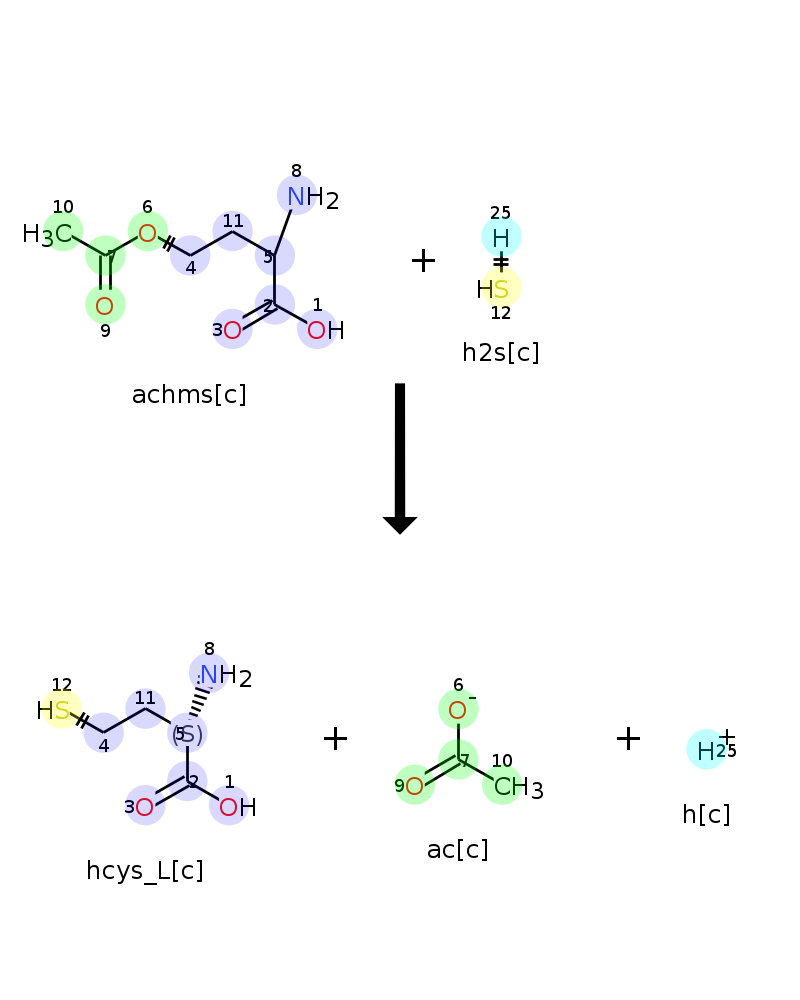 8
NH2
10
6
11
25
H3C
O
H
7
5
+
4
HS
O
2
1
12
9
3O
OH
h2s[c]
achms[c]
8
NH2
12
11
6
HS
O-
5
(S)
+
+
H+
25
4
7
10
2
1
9O
CH3
3O
OH
h[c]
ac[c]
hcys_L[c]